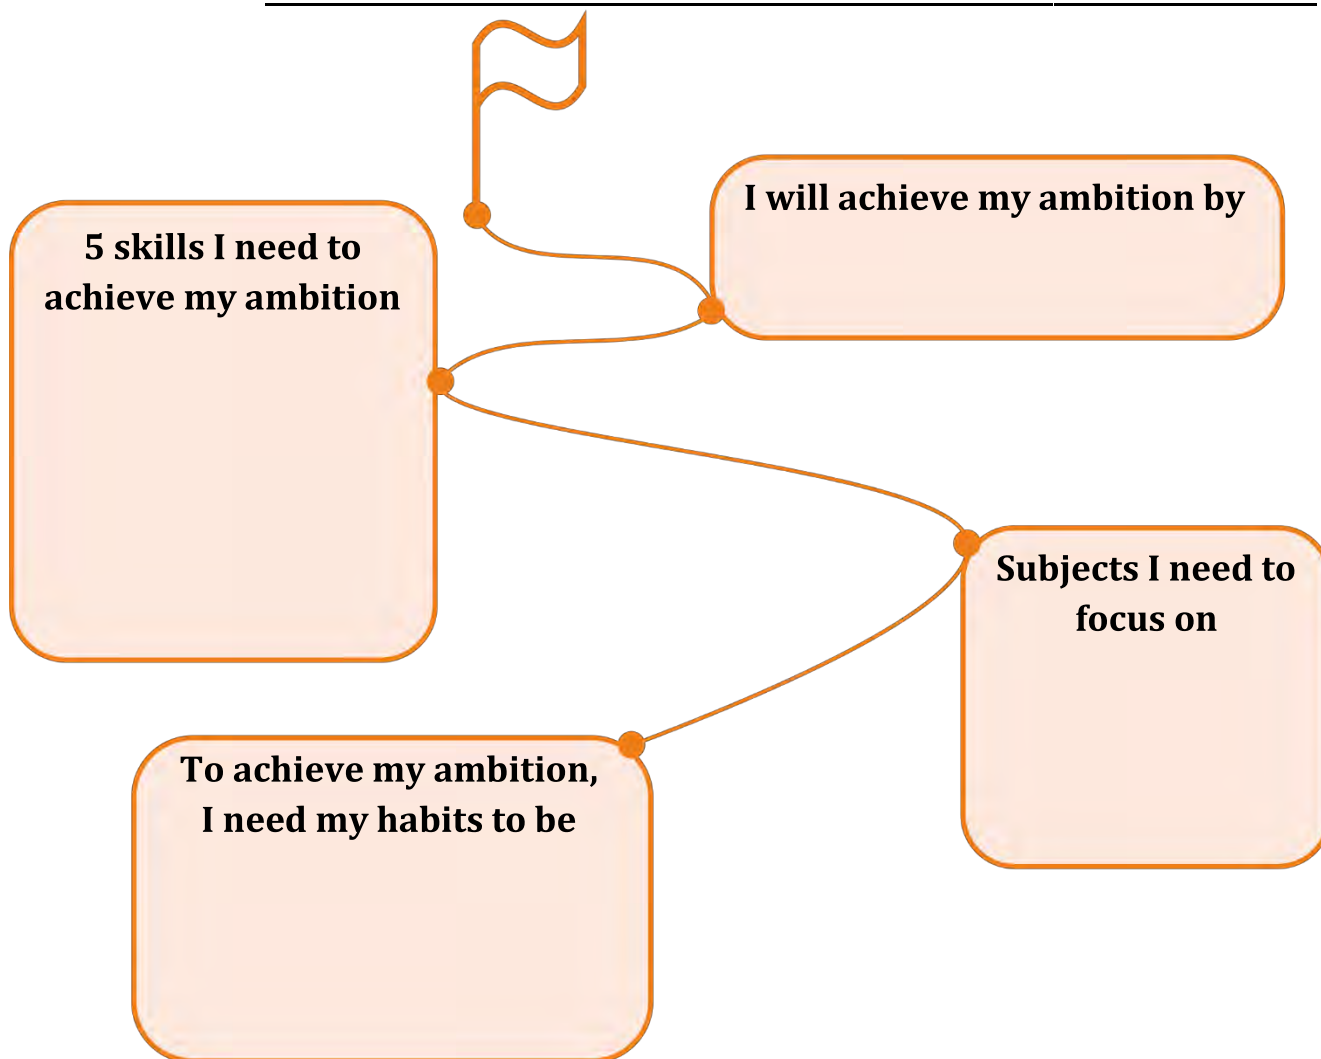 I will achieve my ambition by
5 skills I need to
achieve my ambition
Subjects I need to
focus on
To achieve my ambition,
I need my habits to be